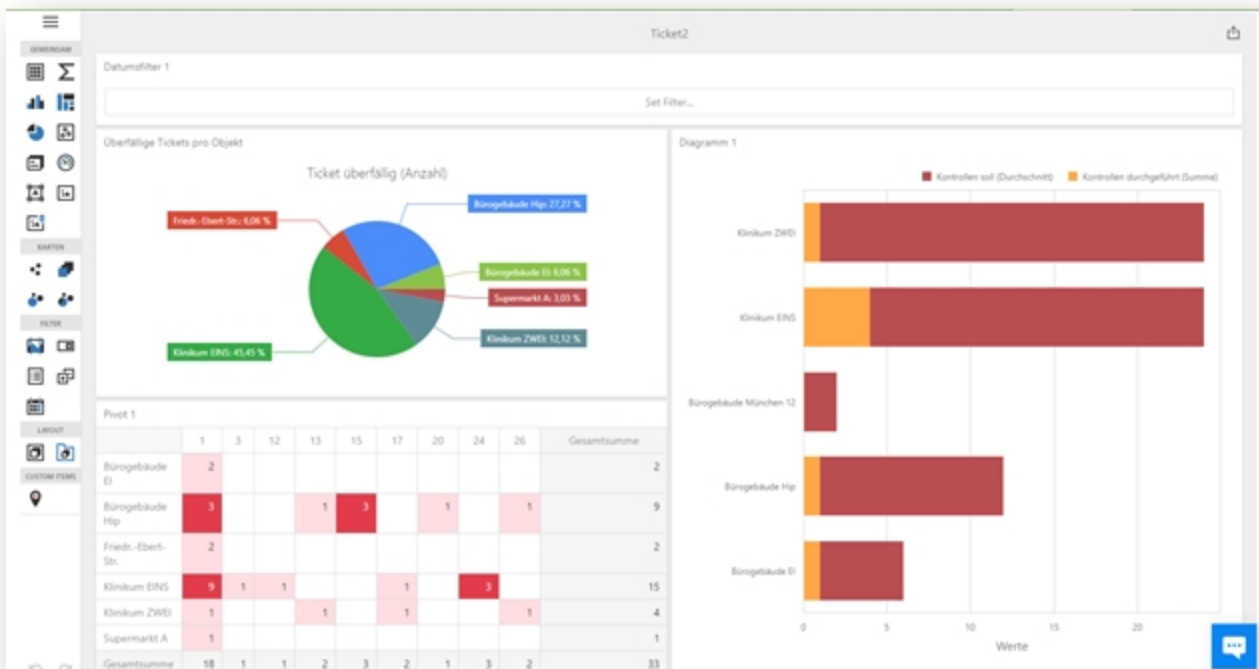 Ticket2
GEMEINSAM
KARTEN
FILTER
LAYOUT
CUSTOM ITEMS
Datumsfilter 1
Set Filter...
Überfällige Tickets pro Objekt
Ticket überfällig (Anzahl)
Bürogebäude Hip: 27,27 %
Friedr.-Ebert-Str.: 6,06 %
Bürogebäude El: 6,06 %
Supermarkt A: 3,03 %
Klinikum ZWEI: 12,12 %
Klinikum EINS: 45,45 %
Pivot 1
1 3 12 13 15 17 20 24 26 Gesamtsumme
Bürogebäude El 2 2
Bürogebäude Hip 3 1 3 1 1 9
Friedr.-Ebert-Str. 2 2
Klinikum EINS 9 1 1 1 3 15
Klinikum ZWEI 1 1 1 1 4
Supermarkt A 1 1
Gesamtsumme 18 1 1 2 3 2 1 3 2 33
Diagramm 1
Kontrollen soll (Durchschnitt) Kontrollen durchgeführt (Summe)
Klinikum ZWEI
Klinikum EINS
Bürogebäude München 12
Bürogebäude Hip
Bürogebäude El
0 5 10 15 20
Werte